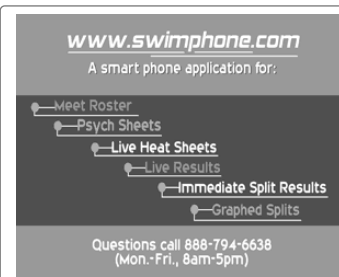 www.swimphone.com
A smart phone application for:
Meet Roster
Psych Sheets
Live Heat Sheets
Live Results
Immediate Split Results
Graphed Splits
Questions call 888-794-6638
(Mon.-Fri., 8am-5pm)